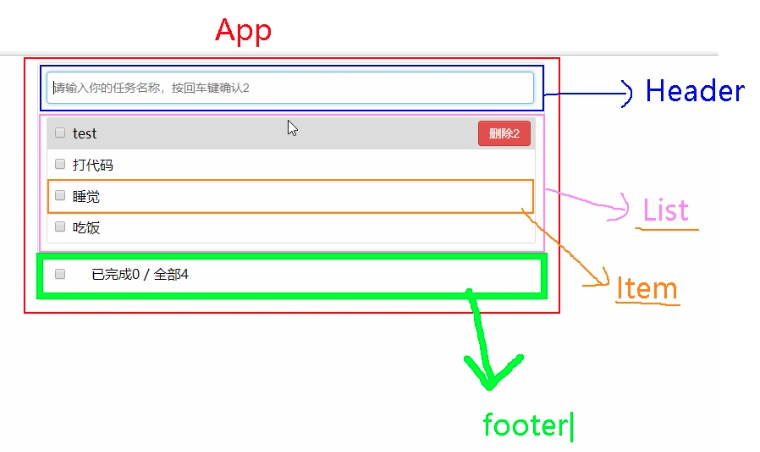 App
请输入你的任务名称，按回车键确认2
Header
test
删除2
打代码
睡觉
List
吃饭
已完成0 / 全部4
Item
footer